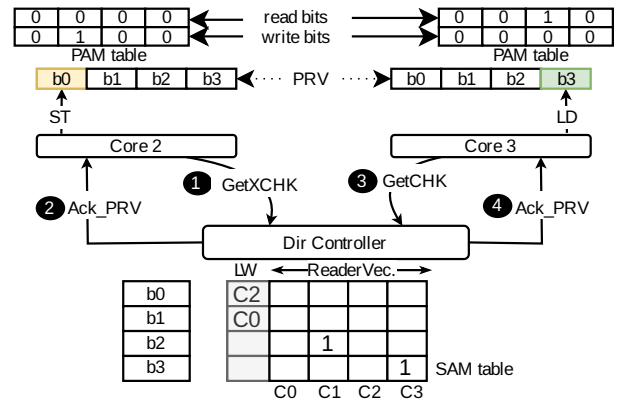 0 0 0 0 read bits 0 0 1 0
0 1 0 0 write bits 0 0 0 0
PAM table PAM table
b0 b1 b2 b3 PRV b0 b1 b2 b3
ST LD
Core 2 Core 3
1 GetXCHK 3 GetCHK
2 Ack_PRV 4 Ack_PRV
Dir Controller
LW ReaderVec.
b0 C2
b1 C0
b2 1
b3 1 SAM table
C0 C1 C2 C3